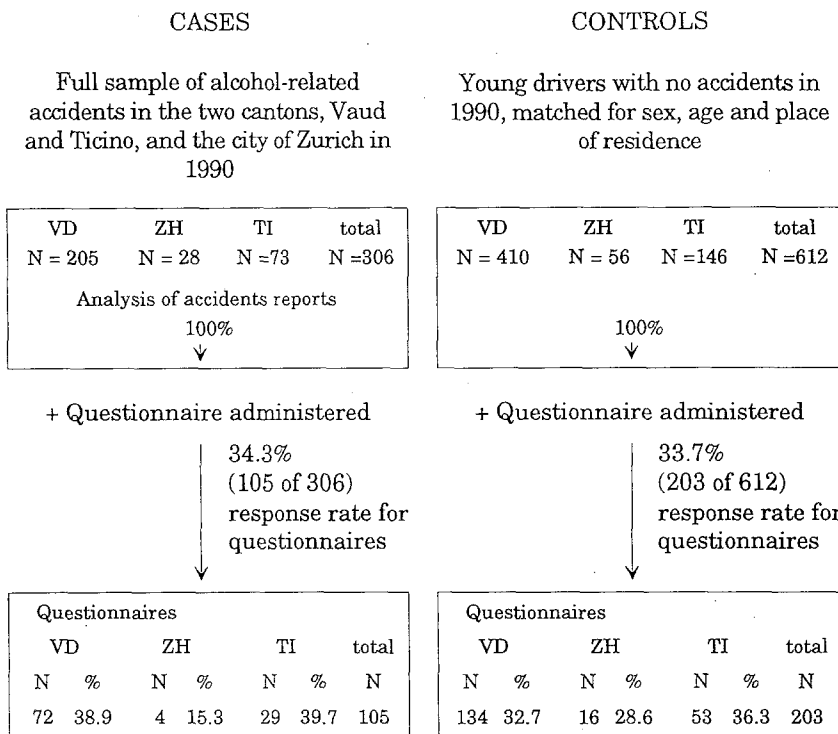 CASES
Full sample of alcohol-related
accidents in the two cantons, Vaud
and Ticino, and the city of Zurich in
1990
VD ZH TI total
N = 205 N = 28 N =73 N =306
Analysis of accidents reports
100%
+ Questionnaire administered
34.3%
(105 of 306)
response rate for
questionnaires
Questionnaires
VD ZH TI total
N % N % N % N
72 38.9 4 15.3 29 39.7 105
CONTROLS
Young drivers with no accidents in
1990, matched for sex, age and place
of residence
VD ZH TI total
N = 410 N = 56 N =146 N =612
100%
+ Questionnaire administered
33.7%
(203 of 612)
response rate for
questionnaires
Questionnaires
VD ZH TI total
N % N % N % N
134 32.7 16 28.6 53 36.3 203